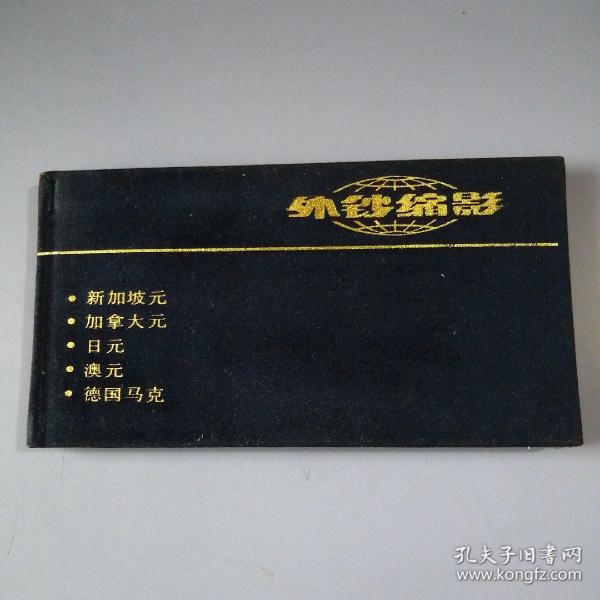 外钞缩影
• 新加坡元
• 加拿大元
• 日元
• 澳元
• 德国马克
孔夫子旧书网
www.kongfz.com